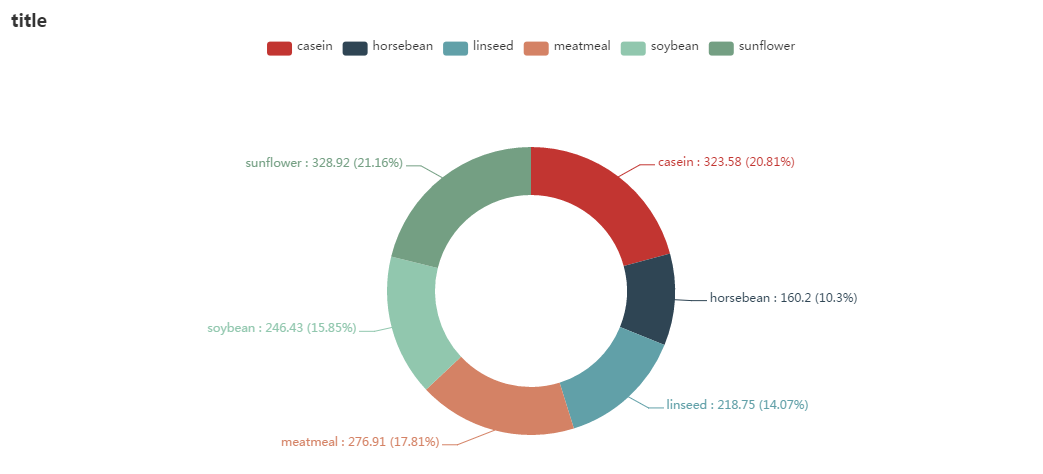 title
casein horsebean linseed meatmeal soybean sunflower
sunflower : 328.92 (21.16%)
casein : 323.58 (20.81%)
horsebean : 160.2 (10.3%)
soybean : 246.43 (15.85%)
linseed : 218.75 (14.07%)
meatmeal : 276.91 (17.81%)